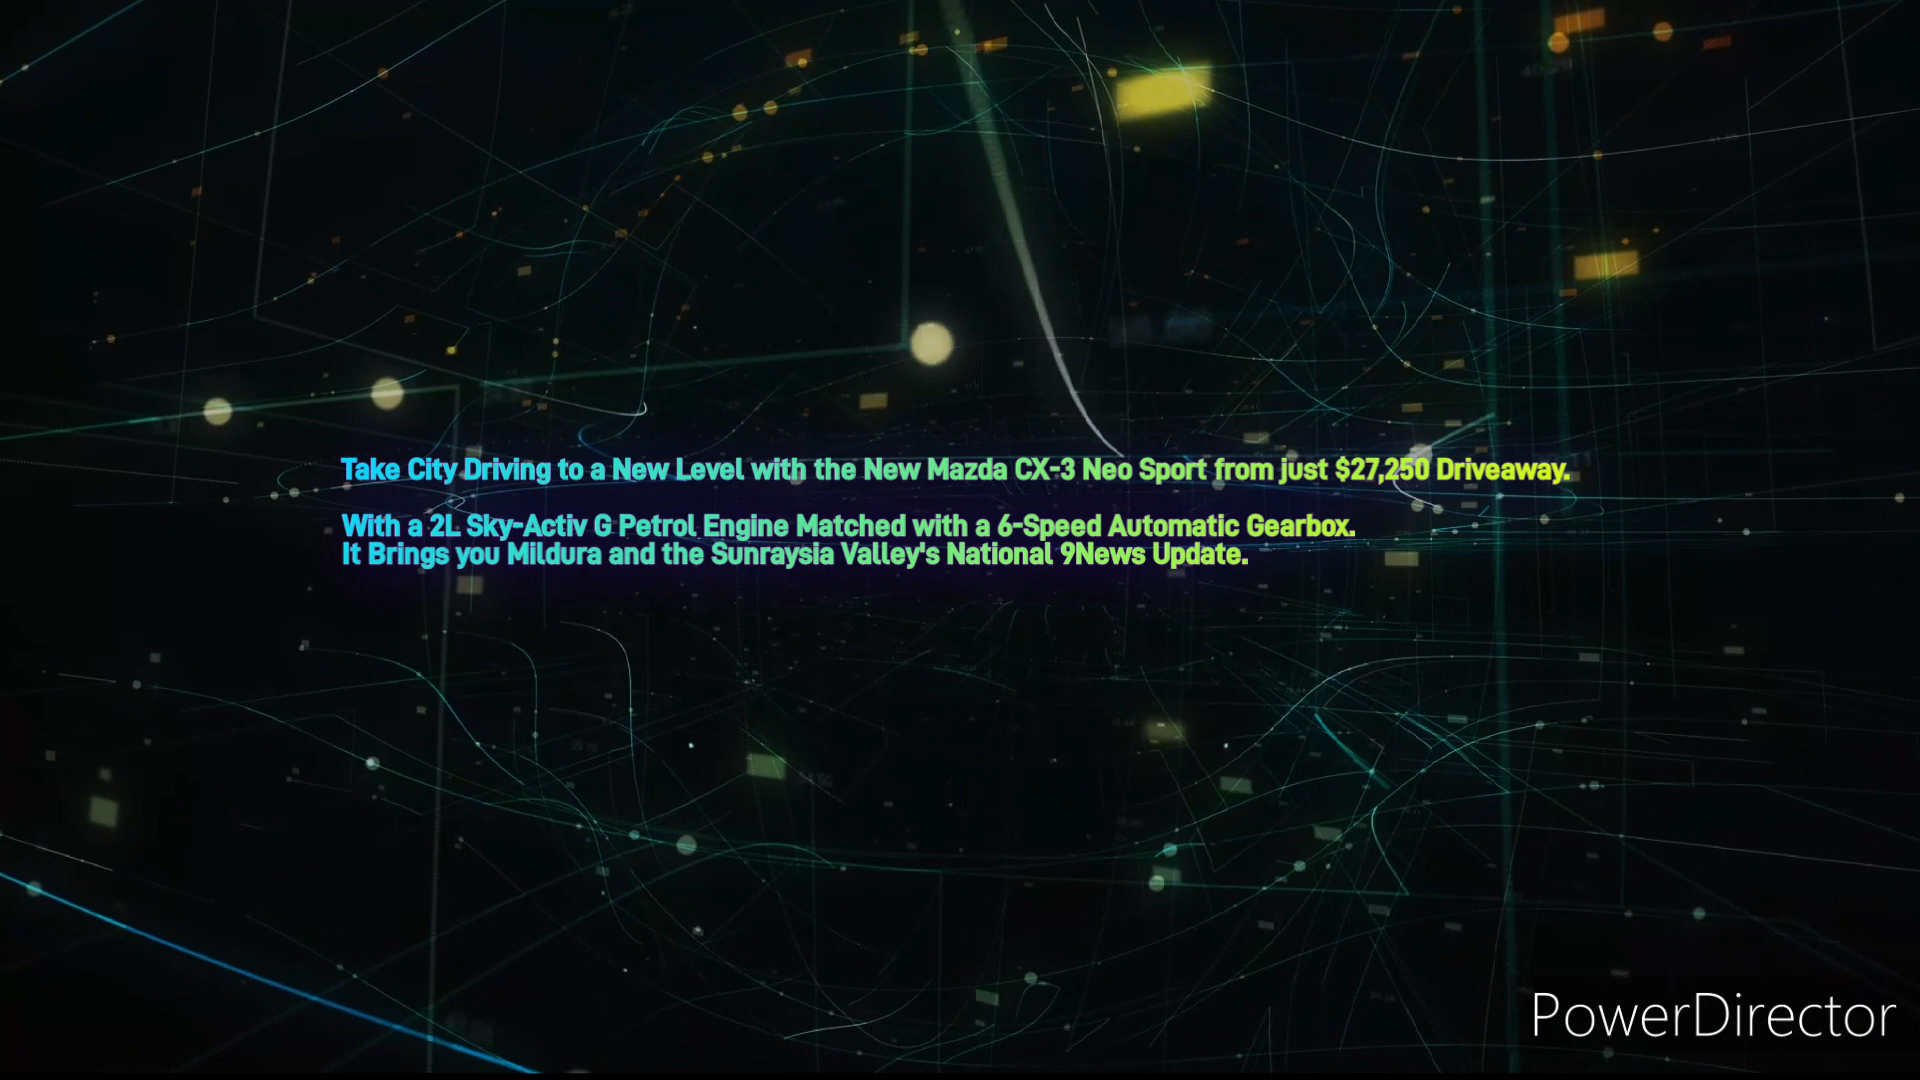 Take City Driving to a New Level with the New Mazda CX-3 Neo Sport from just $27,250 Driveaway.
With a 2L Sky-Activ G Petrol Engine Matched with a 6-Speed Automatic Gearbox.
It Brings you Mildura and the Sunraysia Valley's National 9News Update.
PowerDirector